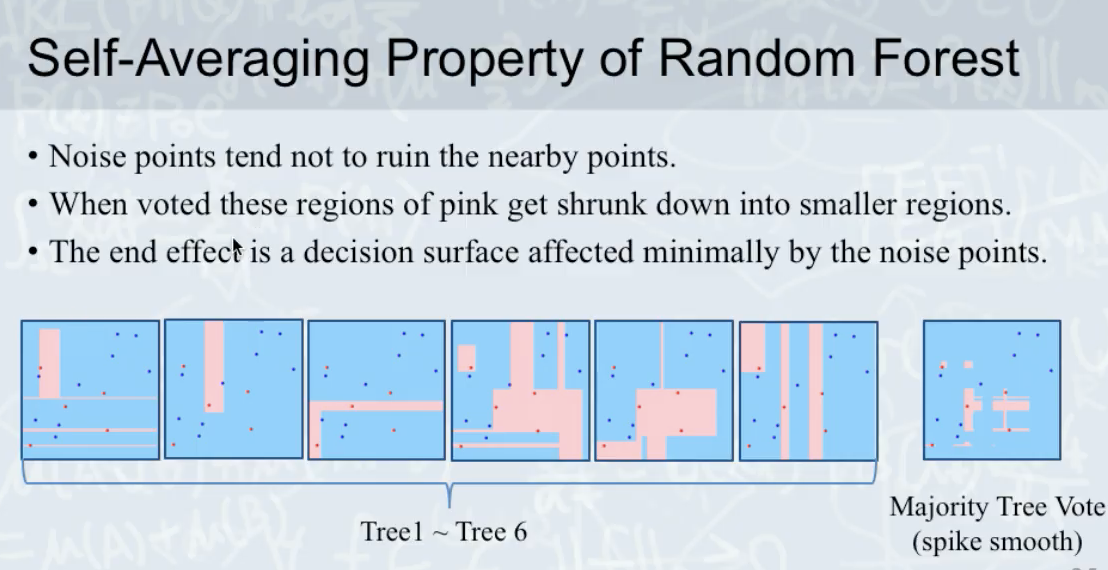 Self-Averaging Property of Random Forest
• Noise points tend not to ruin the nearby points.
• When voted these regions of pink get shrunk down into smaller regions.
• The end effect is a decision surface affected minimally by the noise points.
Tree1 ~ Tree 6
Majority Tree Vote
(spike smooth)